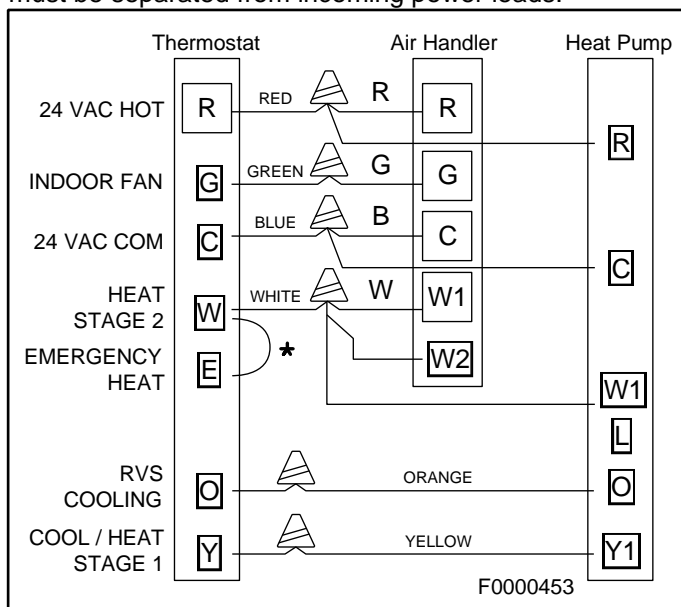 must be separated from incoming power leads.
Thermostat Air Handler Heat Pump
24 VAC HOT R RED R R
R
INDOOR FAN G GREEN G G
24 VAC COM C BLUE B C
C
HEAT
STAGE 2 W WHITE W W1
*
EMERGENCY
HEAT E W2
W1
L
RVS
COOLING O ORANGE O
COOL / HEAT
STAGE 1 Y YELLOW Y1
F0000453